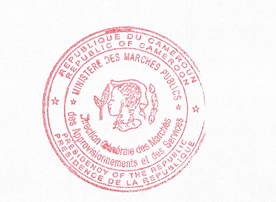 REPUBLIQUE DU CAMEROUN
REPUBLIC OF CAMEROON
MINISTERE DES MARCHES PUBLICS
Direction Générale des Marchés
des Approvisionnements et des Services
PRESIDENCY OF THE REPUBLIC
PRESIDENCE DE LA REPUBLIQUE